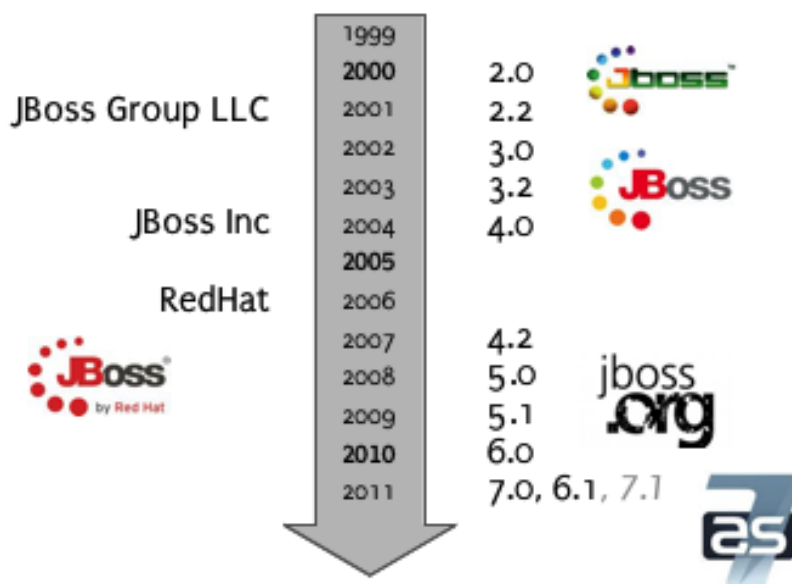 1999
2000 2.0 Jboss™
JBoss Group LLC 2001 2.2
2002 3.0
2003 3.2 JBoss
JBoss Inc 2004 4.0
2005
RedHat 2006
2007 4.2
JBoss® 2008 5.0 jboss
by Red Hat 2009 5.1 .org
2010 6.0
2011 7.0, 6.1, 7.1
7
as